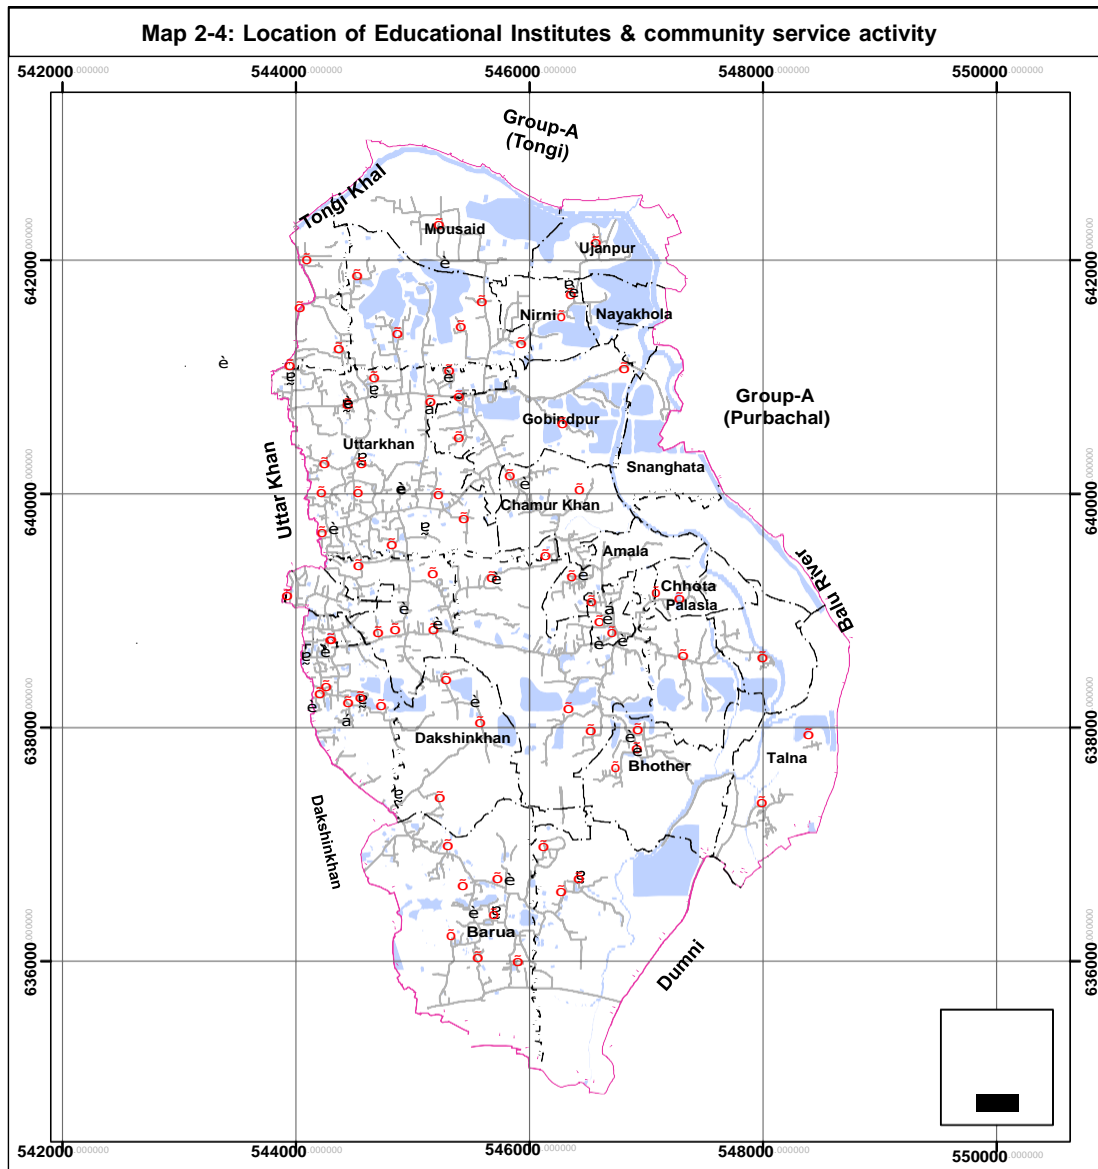 Map 2-4: Location of Educational Institutes & community service activity
542000.000000 544000.000000 546000.000000 548000.000000 550000.000000
Group-A
(Tongi)
Tongi Khal
Mousaid
Ujanpur
642000.000000 642000.000000
Nirni
Nayakhola
Group-A
(Purbachal)
Gobindpur
Uttarkhan
Snanghata
Uttar Khan
640000.000000 640000.000000
Chamur Khan
Amala
Chhota
Palasia
Balu River
638000.000000 638000.000000
Dakshinkhan
Bhother
Talna
Dakshinkhan
Barua
Dumni
636000.000000 636000.000000
542000.000000 544000.000000 546000.000000 548000.000000 550000.000000